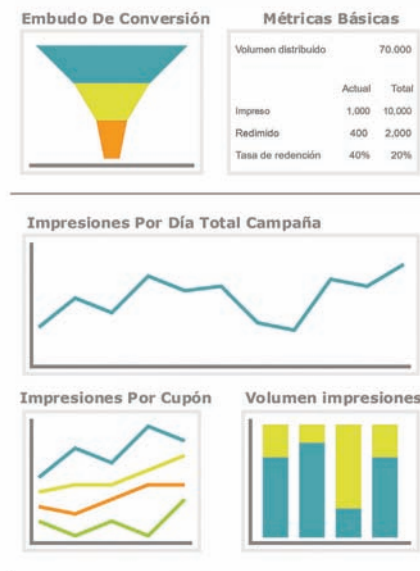 Embudo De Conversión
Métricas Básicas
Volumen distribuido 70.000
Actual Total
Impreso 1,000 10,000
Redimido 400 2,000
Tasa de redención 40% 20%
Impresiones Por Día Total Campaña
Impresiones Por Cupón
Volumen impresiones